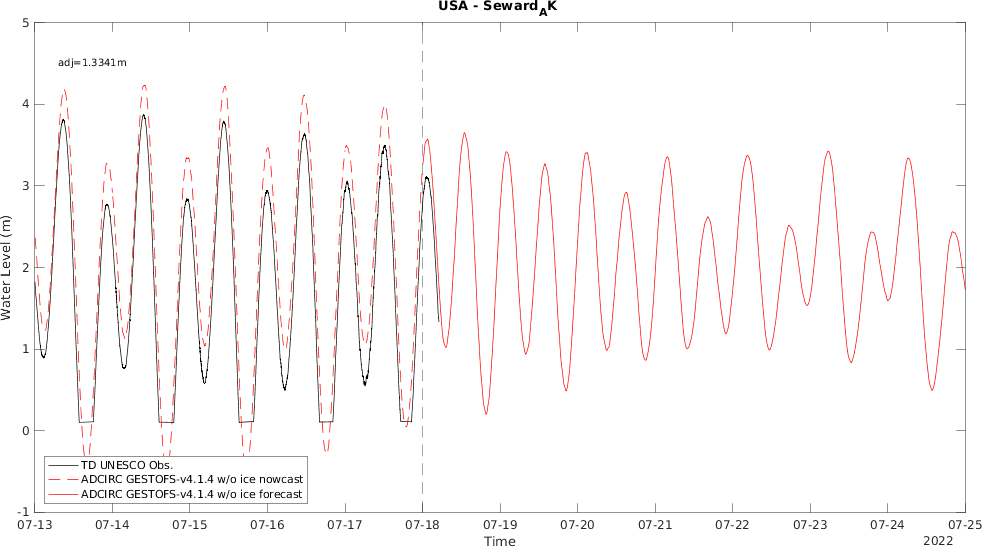 USA - Seward_AK
5
adj=1.3341m
4
3
2
1
0
-1
Water Level (m)
TD UNESCO Obs.
ADCIRC GESTOFS-v4.1.4 w/o ice nowcast
ADCIRC GESTOFS-v4.1.4 w/o ice forecast
07-13 07-14 07-15 07-16 07-17 07-18 07-19 07-20 07-21 07-22 07-23 07-24 07-25
Time
2022